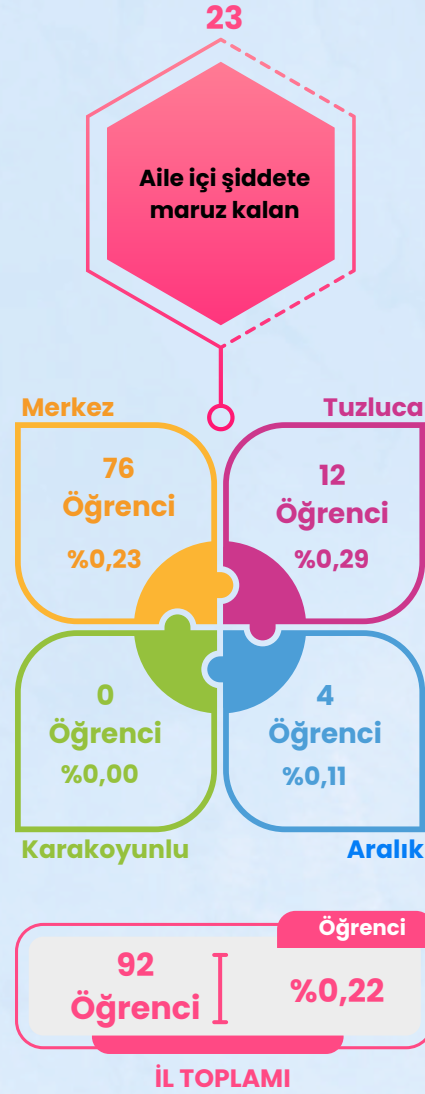 23
Aile içi şiddete
maruz kalan
Merkez
76
Öğrenci
%0,23
Tuzluca
12
Öğrenci
%0,29
0
Öğrenci
%0,00
Karakoyunlu
4
Öğrenci
%0,11
Aralık
Öğrenci
92
Öğrenci
%0,22
İL TOPLAMI